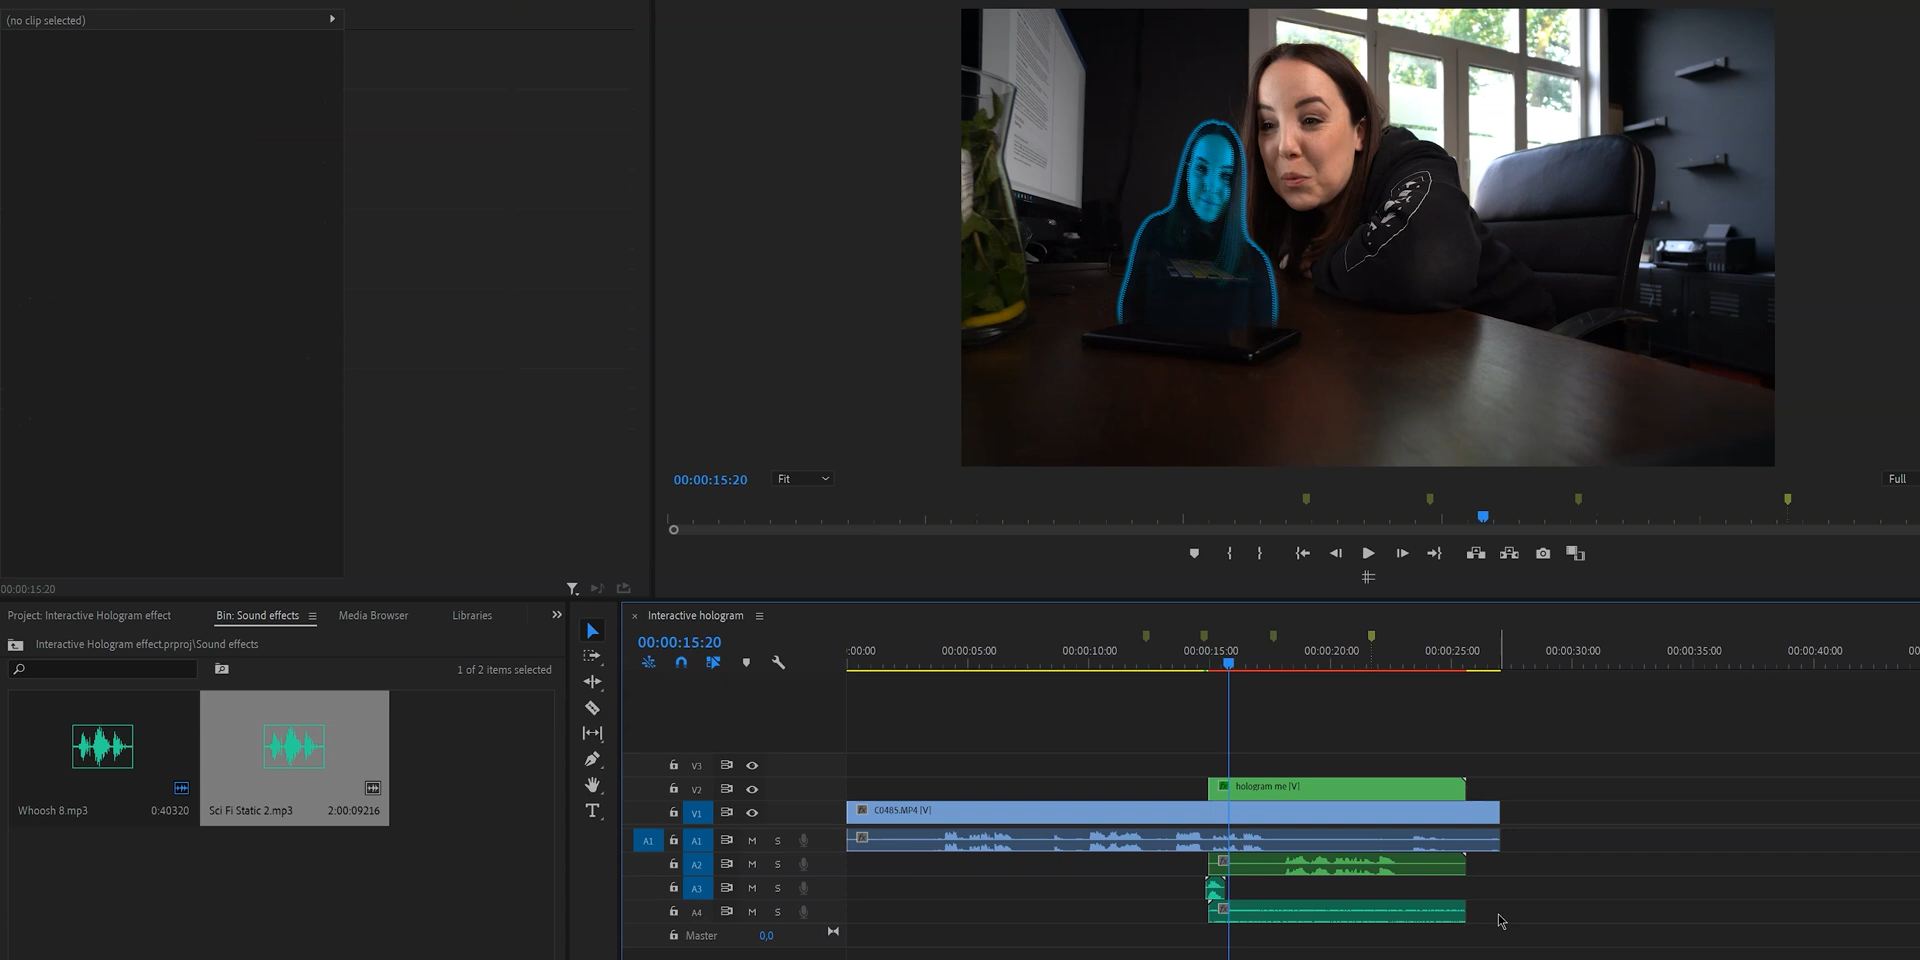 (no clip selected)
00:00:15:20
Fit
Full
00:00:15:20
Project: Interactive Hologram effect
Bin: Sound effects
Media Browser
Libraries
Interactive Hologram effect.prproj\Sound effects
1 of 2 items selected
Whoosh 8.mp3
0:40320
Sci Fi Static 2.mp3
2:00:09216
Interactive hologram
00:00:15:20
:00:00
00:00:05:00
00:00:10:00
00:00:15:00
00:00:20:00
00:00:25:00
00:00:30:00
00:00:35:00
00:00:40:00
00
V3
V2
hologram me [V]
V1
C0485.MP4 [V]
A1 A1 M S
A2 M S
A3 M S
A4 M S
Master 0,0